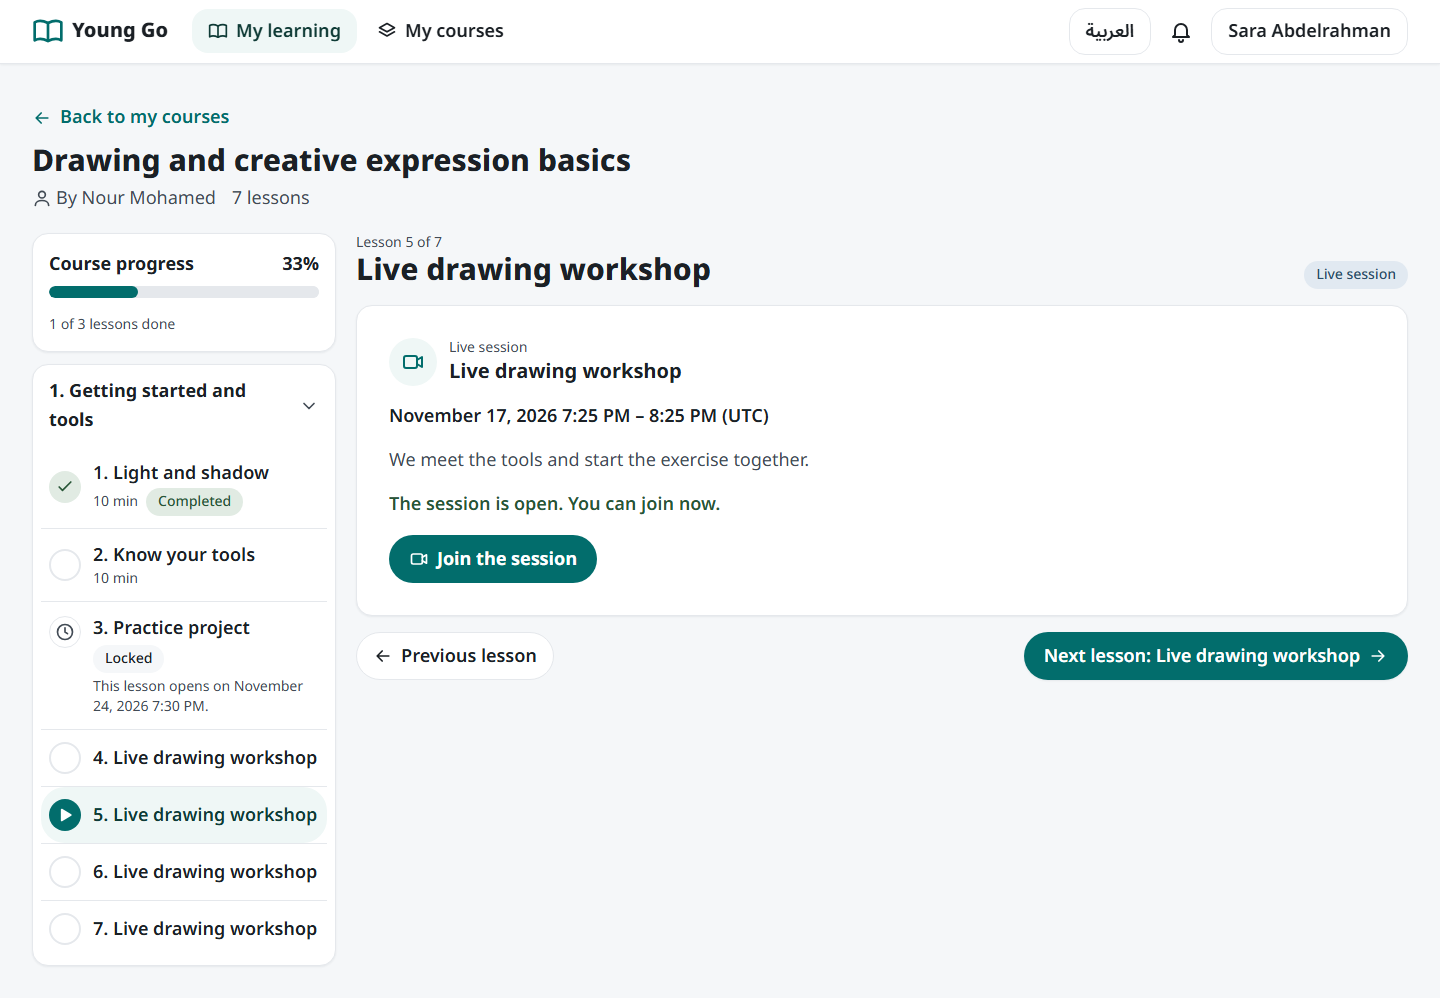 Young Go
My learning
My courses
العربية
Sara Abdelrahman
Back to my courses
Drawing and creative expression basics
By Nour Mohamed 7 lessons
Course progress 33%
1 of 3 lessons done
1. Getting started and
tools
1. Light and shadow
10 min Completed
2. Know your tools
10 min
3. Practice project
Locked
This lesson opens on November
24, 2026 7:30 PM.
4. Live drawing workshop
5. Live drawing workshop
6. Live drawing workshop
7. Live drawing workshop
Lesson 5 of 7
Live drawing workshop
Live session
Live session
Live drawing workshop
November 17, 2026 7:25 PM – 8:25 PM (UTC)
We meet the tools and start the exercise together.
The session is open. You can join now.
Join the session
Previous lesson
Next lesson: Live drawing workshop